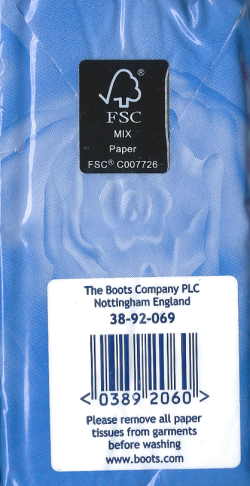 FSC
MIX
Paper
FSC® C007726
The Boots Company PLC
Nottingham England
38-92-069
<0389 2060>
Please remove all paper
tissues from garments
before washing
www.boots.com